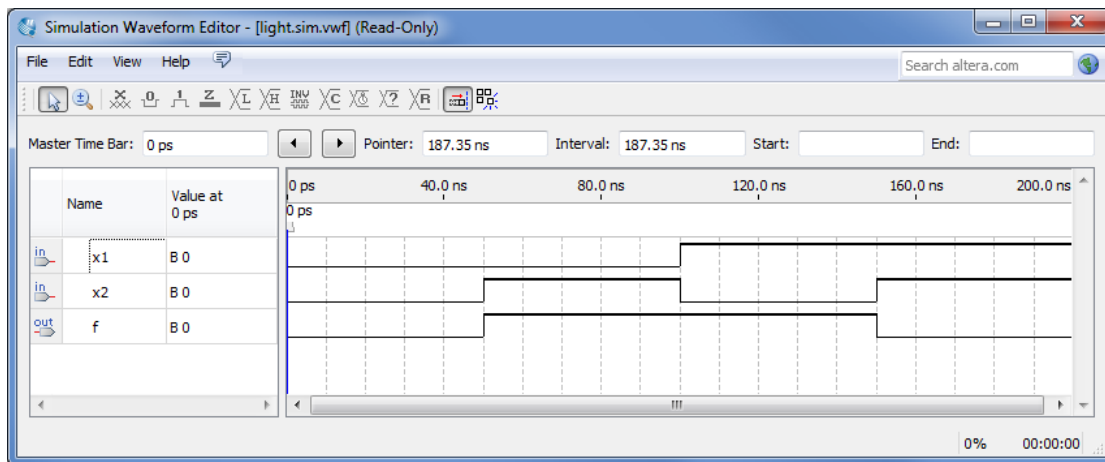 Simulation Waveform Editor - [light.sim.vwf] (Read-Only)
File Edit View Help Search altera.com
Master Time Bar: 0 ps Pointer: 187.35 ns Interval: 187.35 ns Start: End:
Name Value at 0 ps
0 ps 40.0 ns 80.0 ns 120.0 ns 160.0 ns 200.0 ns
0 ps
in x1 B 0
in x2 B 0
out f B 0
0% 00:00:00